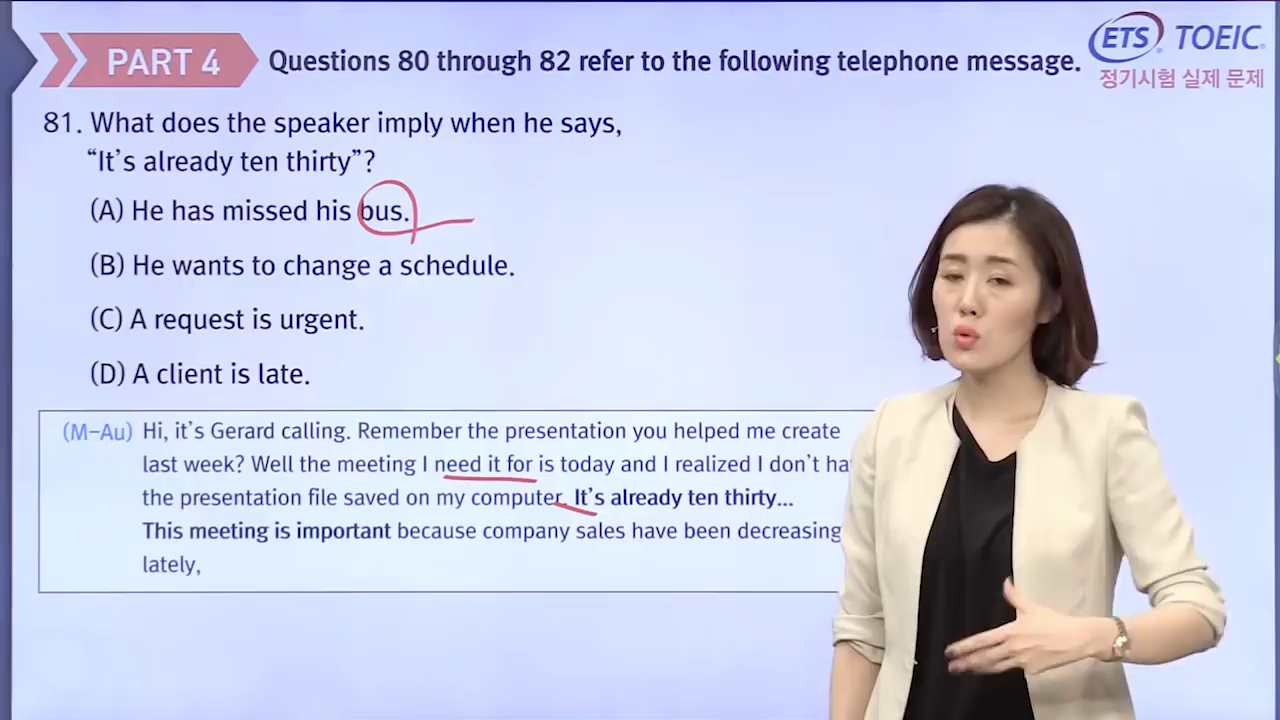 PART 4
Questions 80 through 82 refer to the following telephone message.
ETS TOEIC
정기시험 실제 문제
81. What does the speaker imply when he says,
“It’s already ten thirty”?
(A) He has missed his bus.
(B) He wants to change a schedule.
(C) A request is urgent.
(D) A client is late.
(M–Au) Hi, it’s Gerard calling. Remember the presentation you helped me create
last week? Well the meeting I need it for is today and I realized I don’t
the presentation file saved on my computer. It’s already ten thirty...
This meeting is important because company sales have been decreasing
lately,